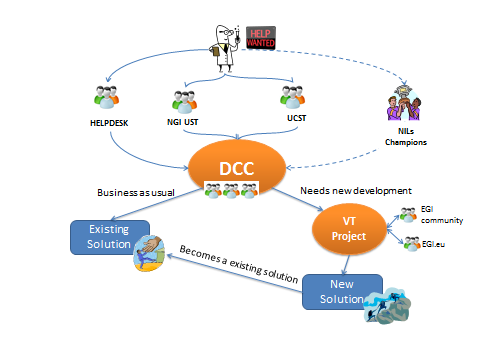 HELP
WANTED
HELPDESK
NGI UST
UCST
NILs
Champions
DCC
Business as usual
Needs new development
Existing
Solution
VT
Project
EGI
community
EGI.eu
Becomes a existing solution
New
Solution